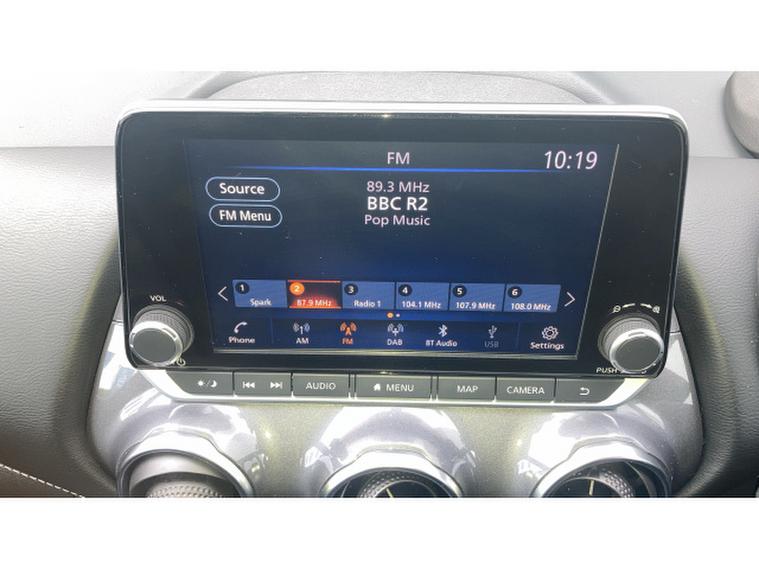 FM
10:19
Source
89.3 MHz
BBC R2
FM Menu
Pop Music
1 Spark
2 87.9 MHz
3 Radio 1
4 104.1 MHz
5 107.9 MHz
6 108.0 MHz
Phone
AM
FM
DAB
BT Audio
USB
Settings
VOL
PUSH
AUDIO
MENU
MAP
CAMERA